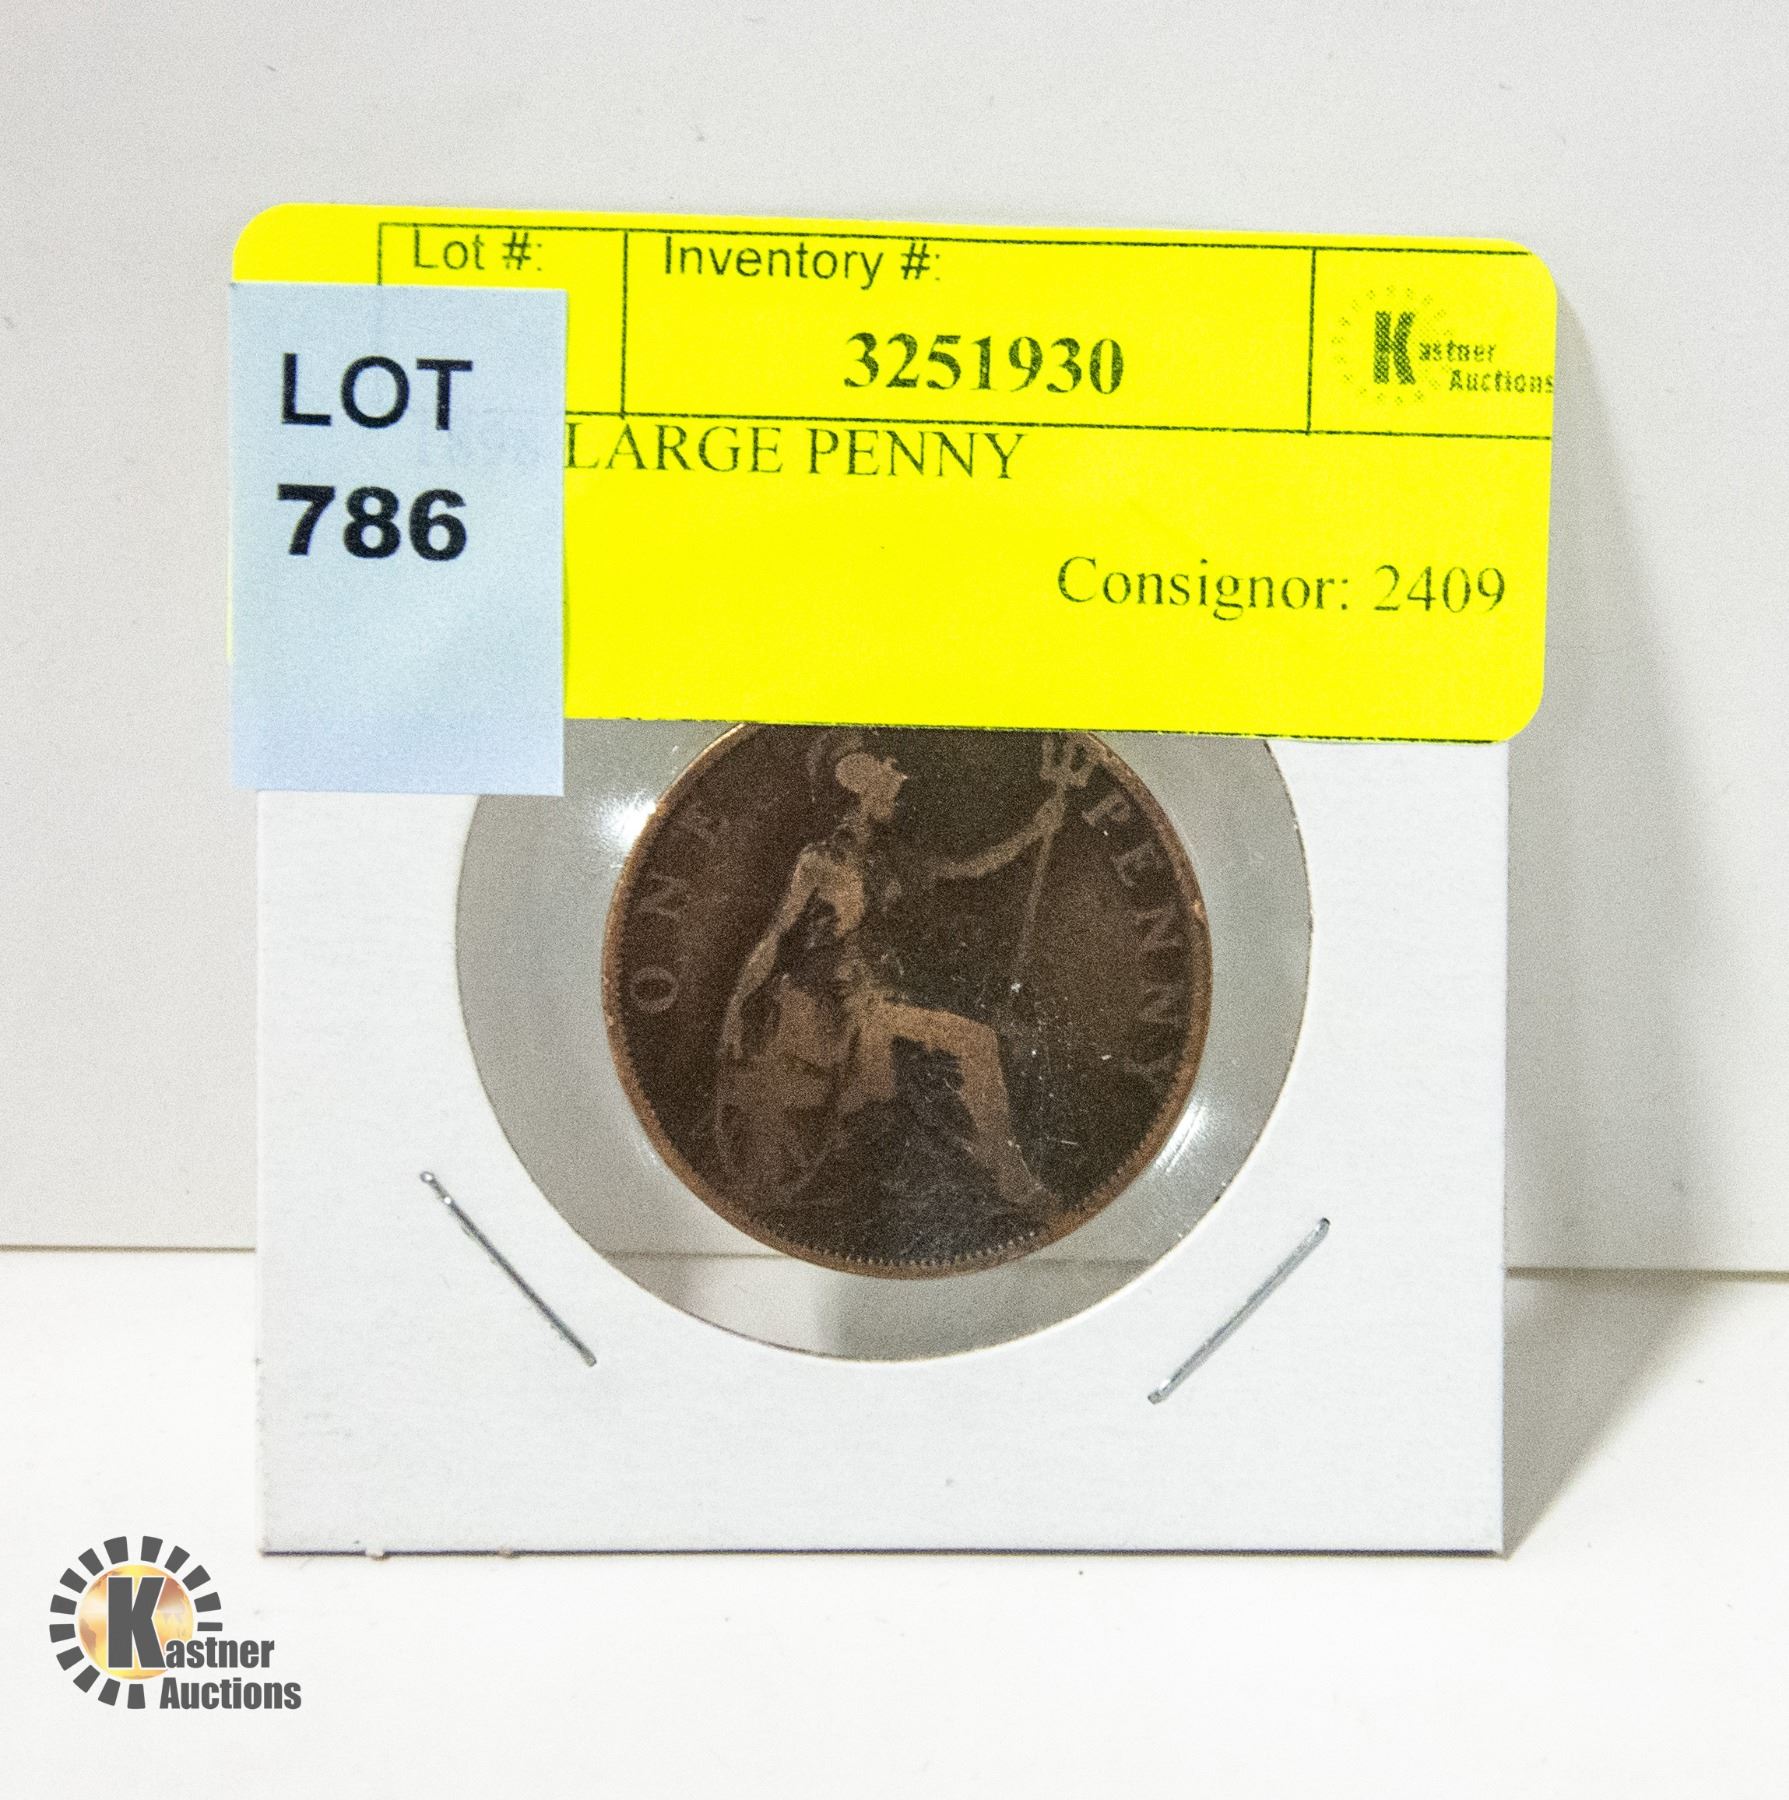 Lot #:
Inventory #:
3251930
Kastner
Auctions
LOT
786
LARGE PENNY
Consignor: 2409
ONE PENNY
Kastner
Auctions